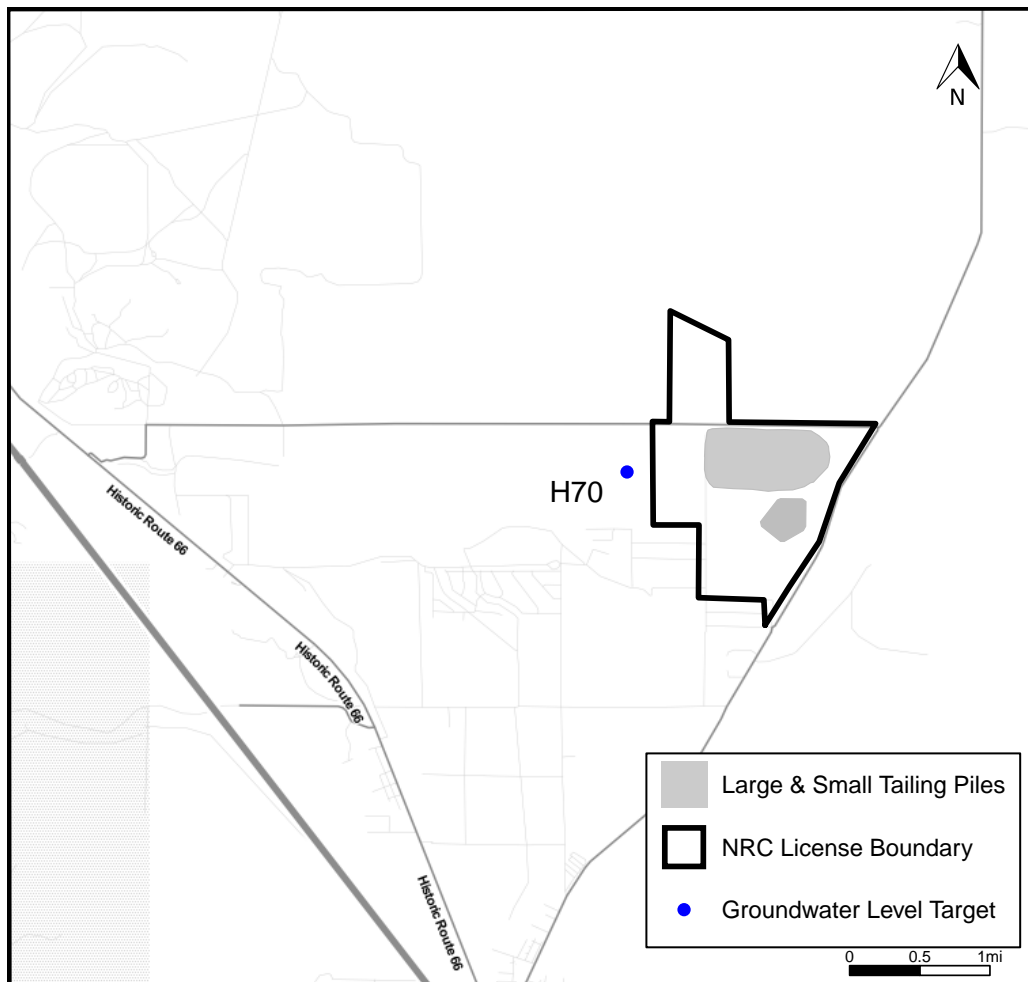 N
H70
Historic Route 66
Historic Route 66
Historic Route 66
Large & Small Tailing Piles
NRC License Boundary
Groundwater Level Target
0 0.5 1mi